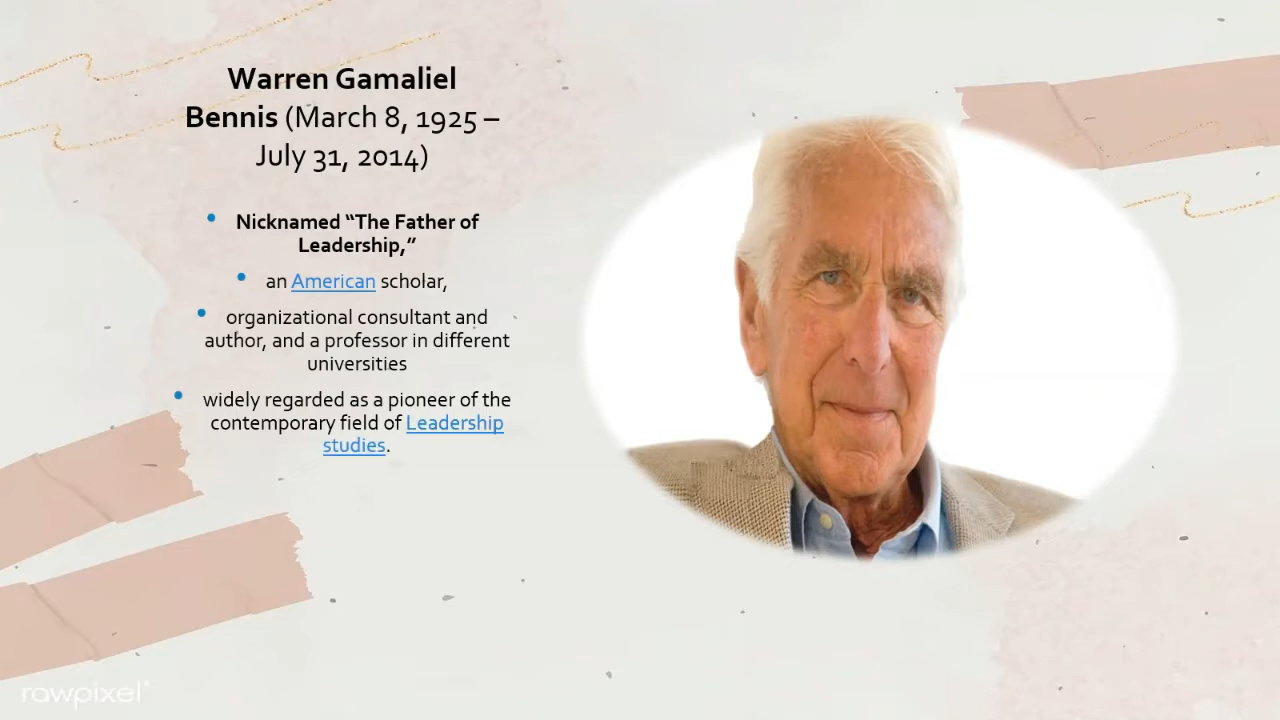 Warren Gamaliel
Bennis (March 8, 1925 –
July 31, 2014)
• Nicknamed “The Father of
Leadership,”
• an American scholar,
• organizational consultant and
author, and a professor in different
universities
• widely regarded as a pioneer of the
contemporary field of Leadership
studies.
rawpixel